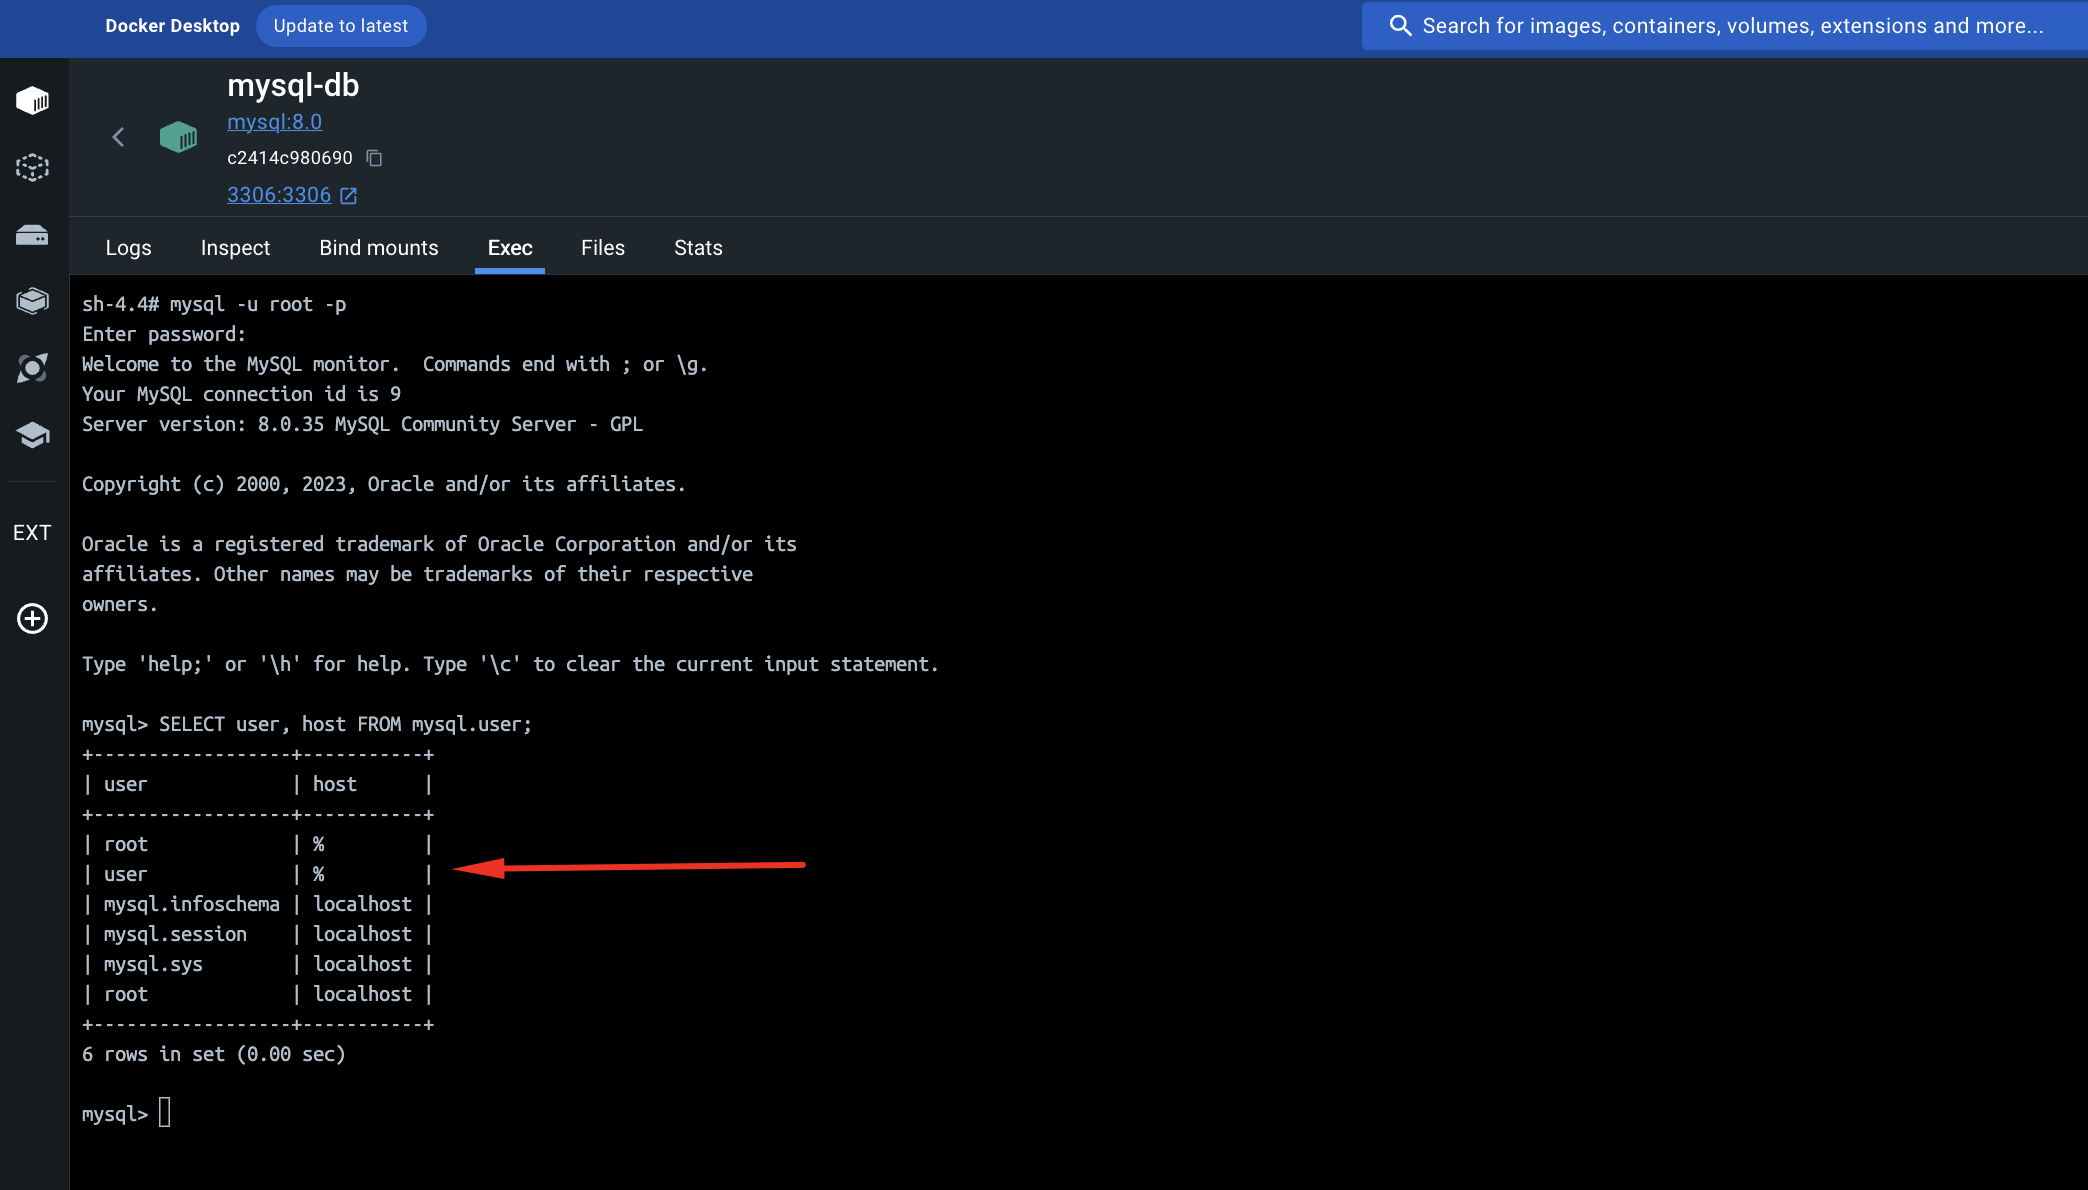 Docker Desktop Update to latest Search for images, containers, volumes, extensions and more...
mysql-db
mysql:8.0
c2414c980690
3306:3306
Logs Inspect Bind mounts Exec Files Stats
EXT
sh-4.4# mysql -u root -p
Enter password:
Welcome to the MySQL monitor.  Commands end with ; or \g.
Your MySQL connection id is 9
Server version: 8.0.35 MySQL Community Server - GPL
Copyright (c) 2000, 2023, Oracle and/or its affiliates.
Oracle is a registered trademark of Oracle Corporation and/or its
affiliates. Other names may be trademarks of their respective
owners.
Type 'help;' or '\h' for help. Type '\c' to clear the current input statement.
mysql> SELECT user, host FROM mysql.user;
+------------------+-----------+
| user             | host      |
+------------------+-----------+
| root             | %         |
| user             | %         |
| mysql.infoschema | localhost |
| mysql.session    | localhost |
| mysql.sys        | localhost |
| root             | localhost |
+------------------+-----------+
6 rows in set (0.00 sec)
mysql>